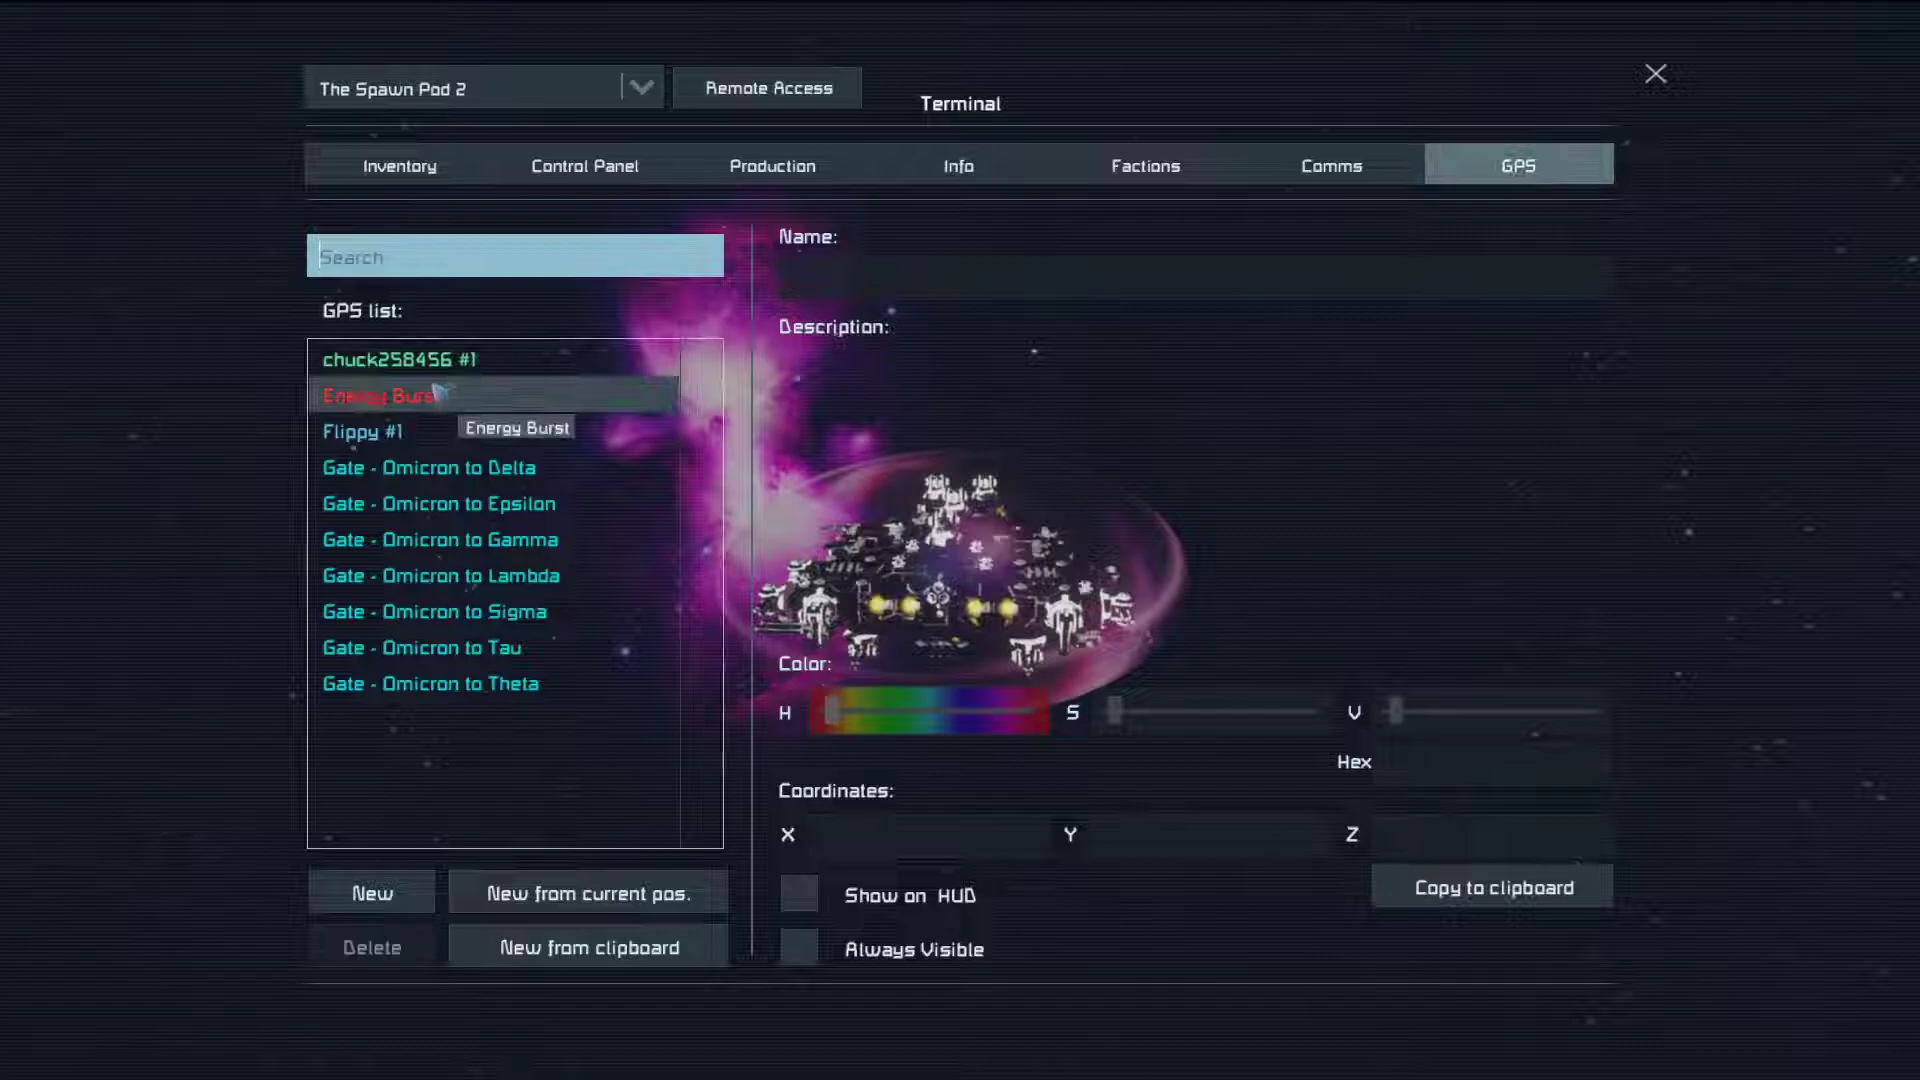 The Spawn Pod 2
Remote Access
Terminal
Inventory
Control Panel
Production
Info
Factions
Comms
GPS
Search
GPS list:
chuck258456 #1
Energy Burst
Energy Burst
Flippy #1
Gate - Omicron to Delta
Gate - Omicron to Epsilon
Gate - Omicron to Gamma
Gate - Omicron to Lambda
Gate - Omicron to Sigma
Gate - Omicron to Tau
Gate - Omicron to Theta
New
New from current pos.
Delete
New from clipboard
Name:
Description:
Color:
H
S
V
Hex
Coordinates:
X
Y
Z
Show on HUD
Copy to clipboard
Always Visible